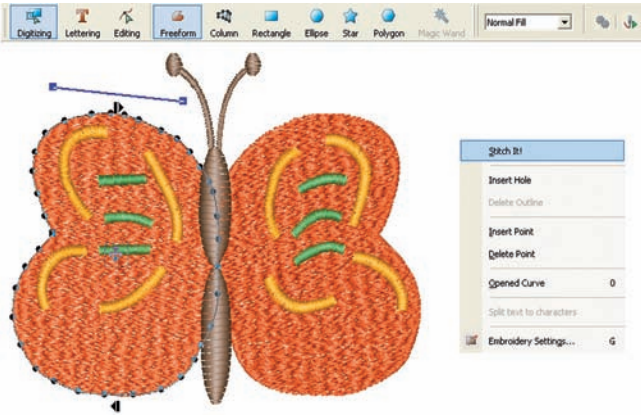 Digitizing Lettering Editing Freeform Column Rectangle Ellipse Star Polygon Magic Wand Normal Fill
Stitch It!
Insert Hole
Delete Outline
Insert Point
Delete Point
Opened Curve O
Split text to characters
Embroidery Settings... G